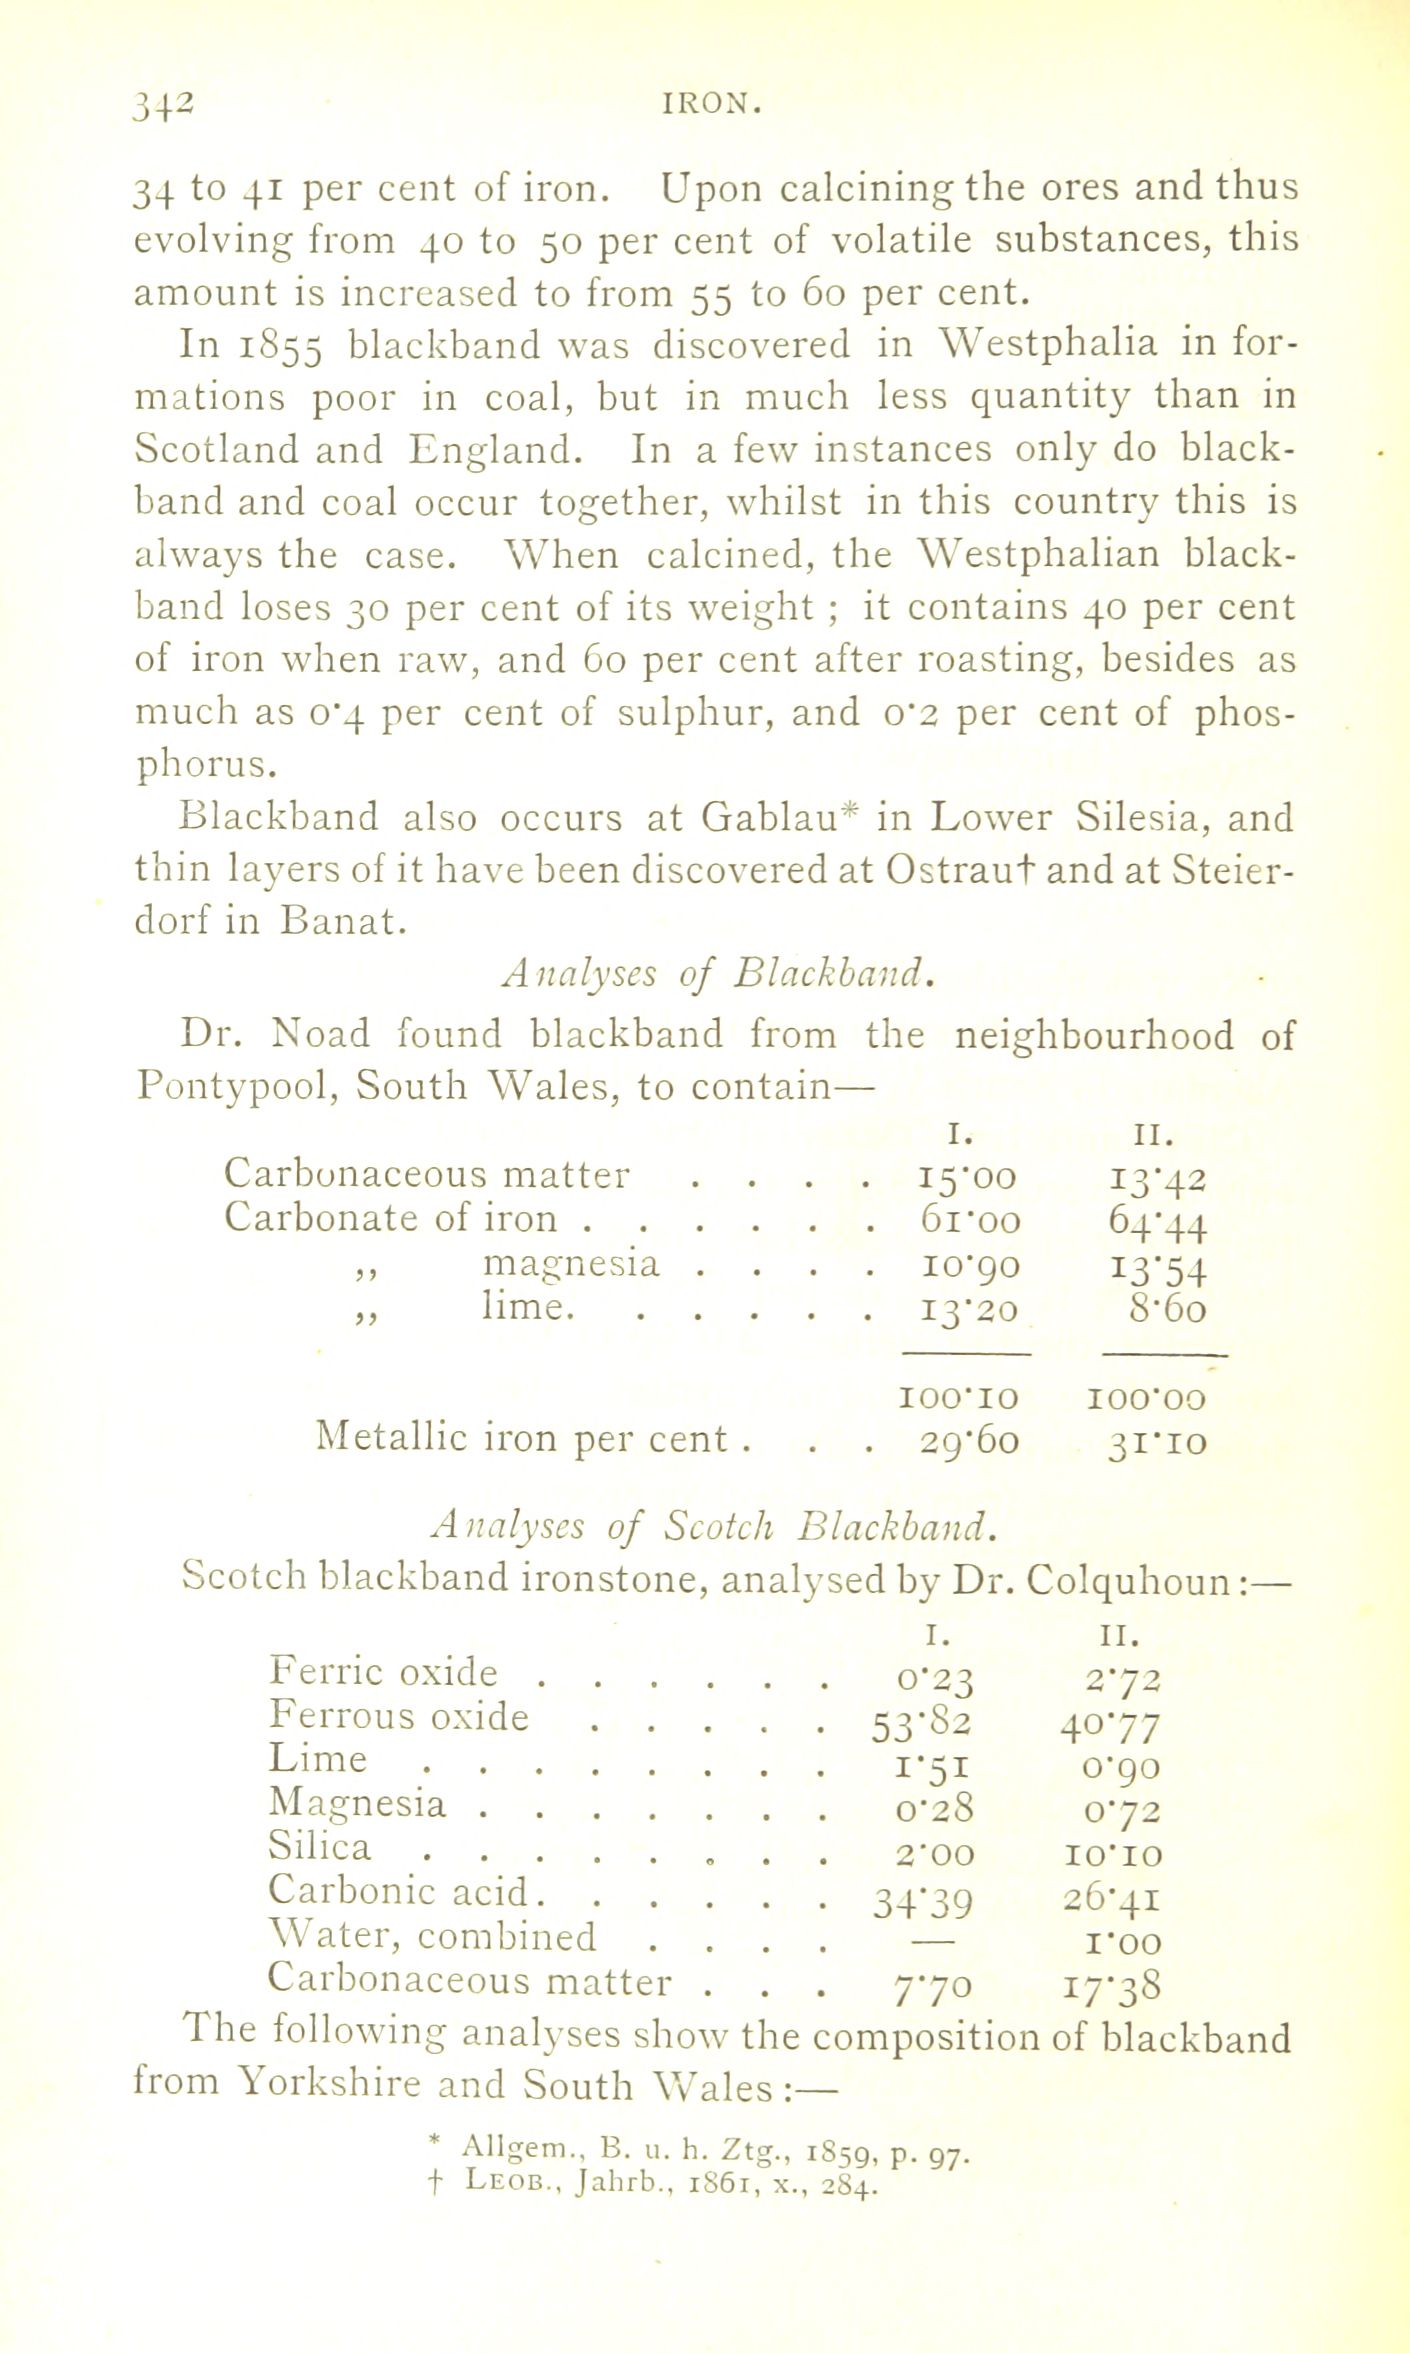 342 IRON.
34 to 41 per cent of iron. Upon calcining the ores and thus
evolving from 40 to 50 per cent of volatile substances, this
amount is increased to from 55 to 60 per cent.
In 1855 blackband was discovered in Westphalia in for-
mations poor in coal, but in much less quantity than in
Scotland and England. In a few instances only do black-
band and coal occur together, whilst in this country this is
always the case. When calcined, the Westphalian black-
band loses 30 per cent of its weight ; it contains 40 per cent
of iron when raw, and 60 per cent after roasting, besides as
much as 0·4 per cent of sulphur, and 0·2 per cent of phos-
phorus.
Blackband also occurs at Gablau* in Lower Silesia, and
thin layers of it have been discovered at Ostrau† and at Steier-
dorf in Banat.
Analyses of Blackband.
Dr. Noad found blackband from the neighbourhood of
Pontypool, South Wales, to contain—
I. II.
Carbonaceous matter . . . . 15·00 13·42
Carbonate of iron . . . . . . 61·00 64·44
,, magnesia . . . . 10·90 13·54
,, lime. . . . . . 13·20 8·60
100·10 100·00
Metallic iron per cent . . . 29·60 31·10
Analyses of Scotch Blackband.
Scotch blackband ironstone, analysed by Dr. Colquhoun :—
I. II.
Ferric oxide . . . . . . 0·23 2·72
Ferrous oxide . . . . . 53·82 40·77
Lime . . . . . . . . 1·51 0·90
Magnesia . . . . . . . 0·28 0·72
Silica . . . . . . . . 2·00 10·10
Carbonic acid. . . . . . 34·39 26·41
Water, combined . . . . — 1·00
Carbonaceous matter . . . 7·70 17·38
The following analyses show the composition of blackband
from Yorkshire and South Wales :—
* Allgem., B. u. h. Ztg., 1859, p. 97.
† LEOB., Jahrb., 1861, x., 284.